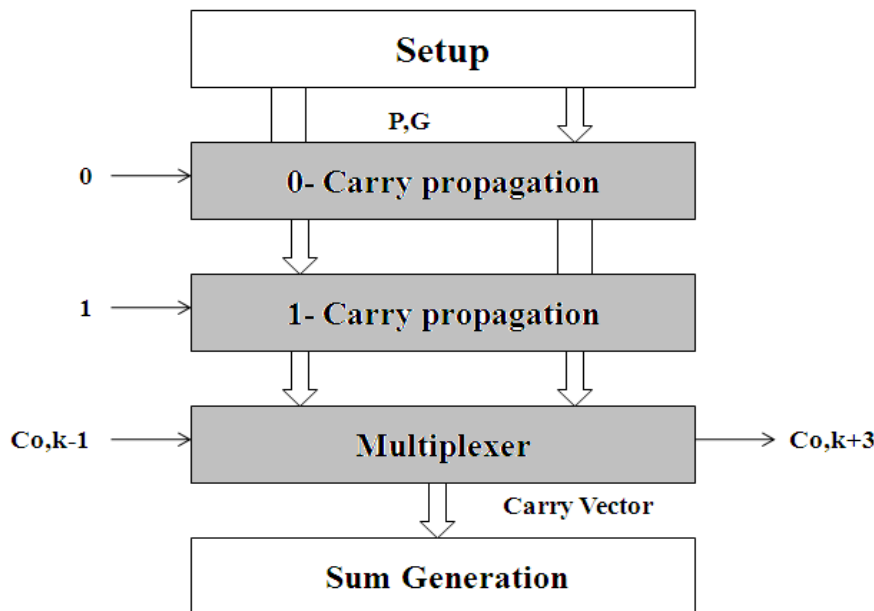 Setup
P,G
0
0- Carry propagation
1
1- Carry propagation
Co,k-1
Multiplexer
Co,k+3
Carry Vector
Sum Generation